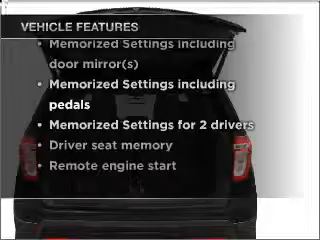 VEHICLE FEATURES
• Memorized Settings including
door mirror(s)
• Memorized Settings including
pedals
• Memorized Settings for 2 drivers
• Driver seat memory
• Remote engine start